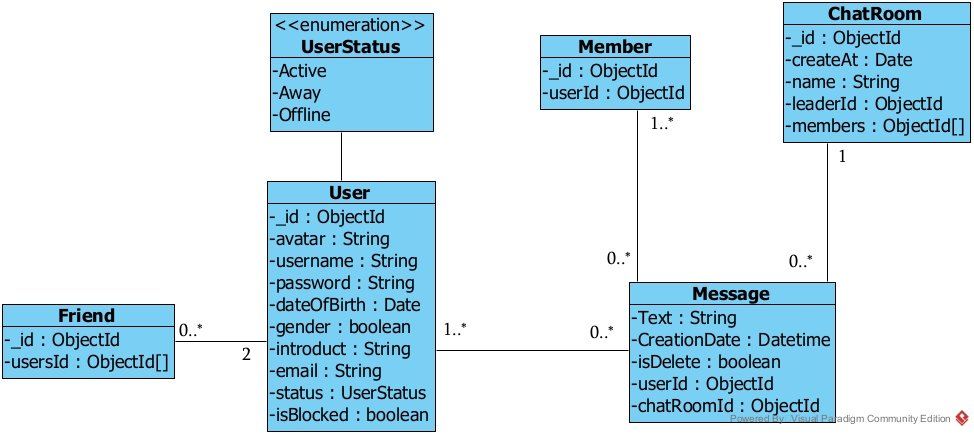 <<enumeration>>
UserStatus
-Active
-Away
-Offline
Member
-_id : ObjectId
-userId : ObjectId
1..*
ChatRoom
-_id : ObjectId
-createAt : Date
-name : String
-leaderId : ObjectId
-members : ObjectId[]
1
User
-_id : ObjectId
-avatar : String
-username : String
-password : String
-dateOfBirth : Date
-gender : boolean
-introduct : String
-email : String
-status : UserStatus
-isBlocked : boolean
Friend
-_id : ObjectId
-usersId : ObjectId[]
0..*
2
1..*
0..*
0..*
0..*
Message
-Text : String
-CreationDate : Datetime
-isDelete : boolean
-userId : ObjectId
-chatRoomId : ObjectId
Powered By Visual Paradigm Community Edition